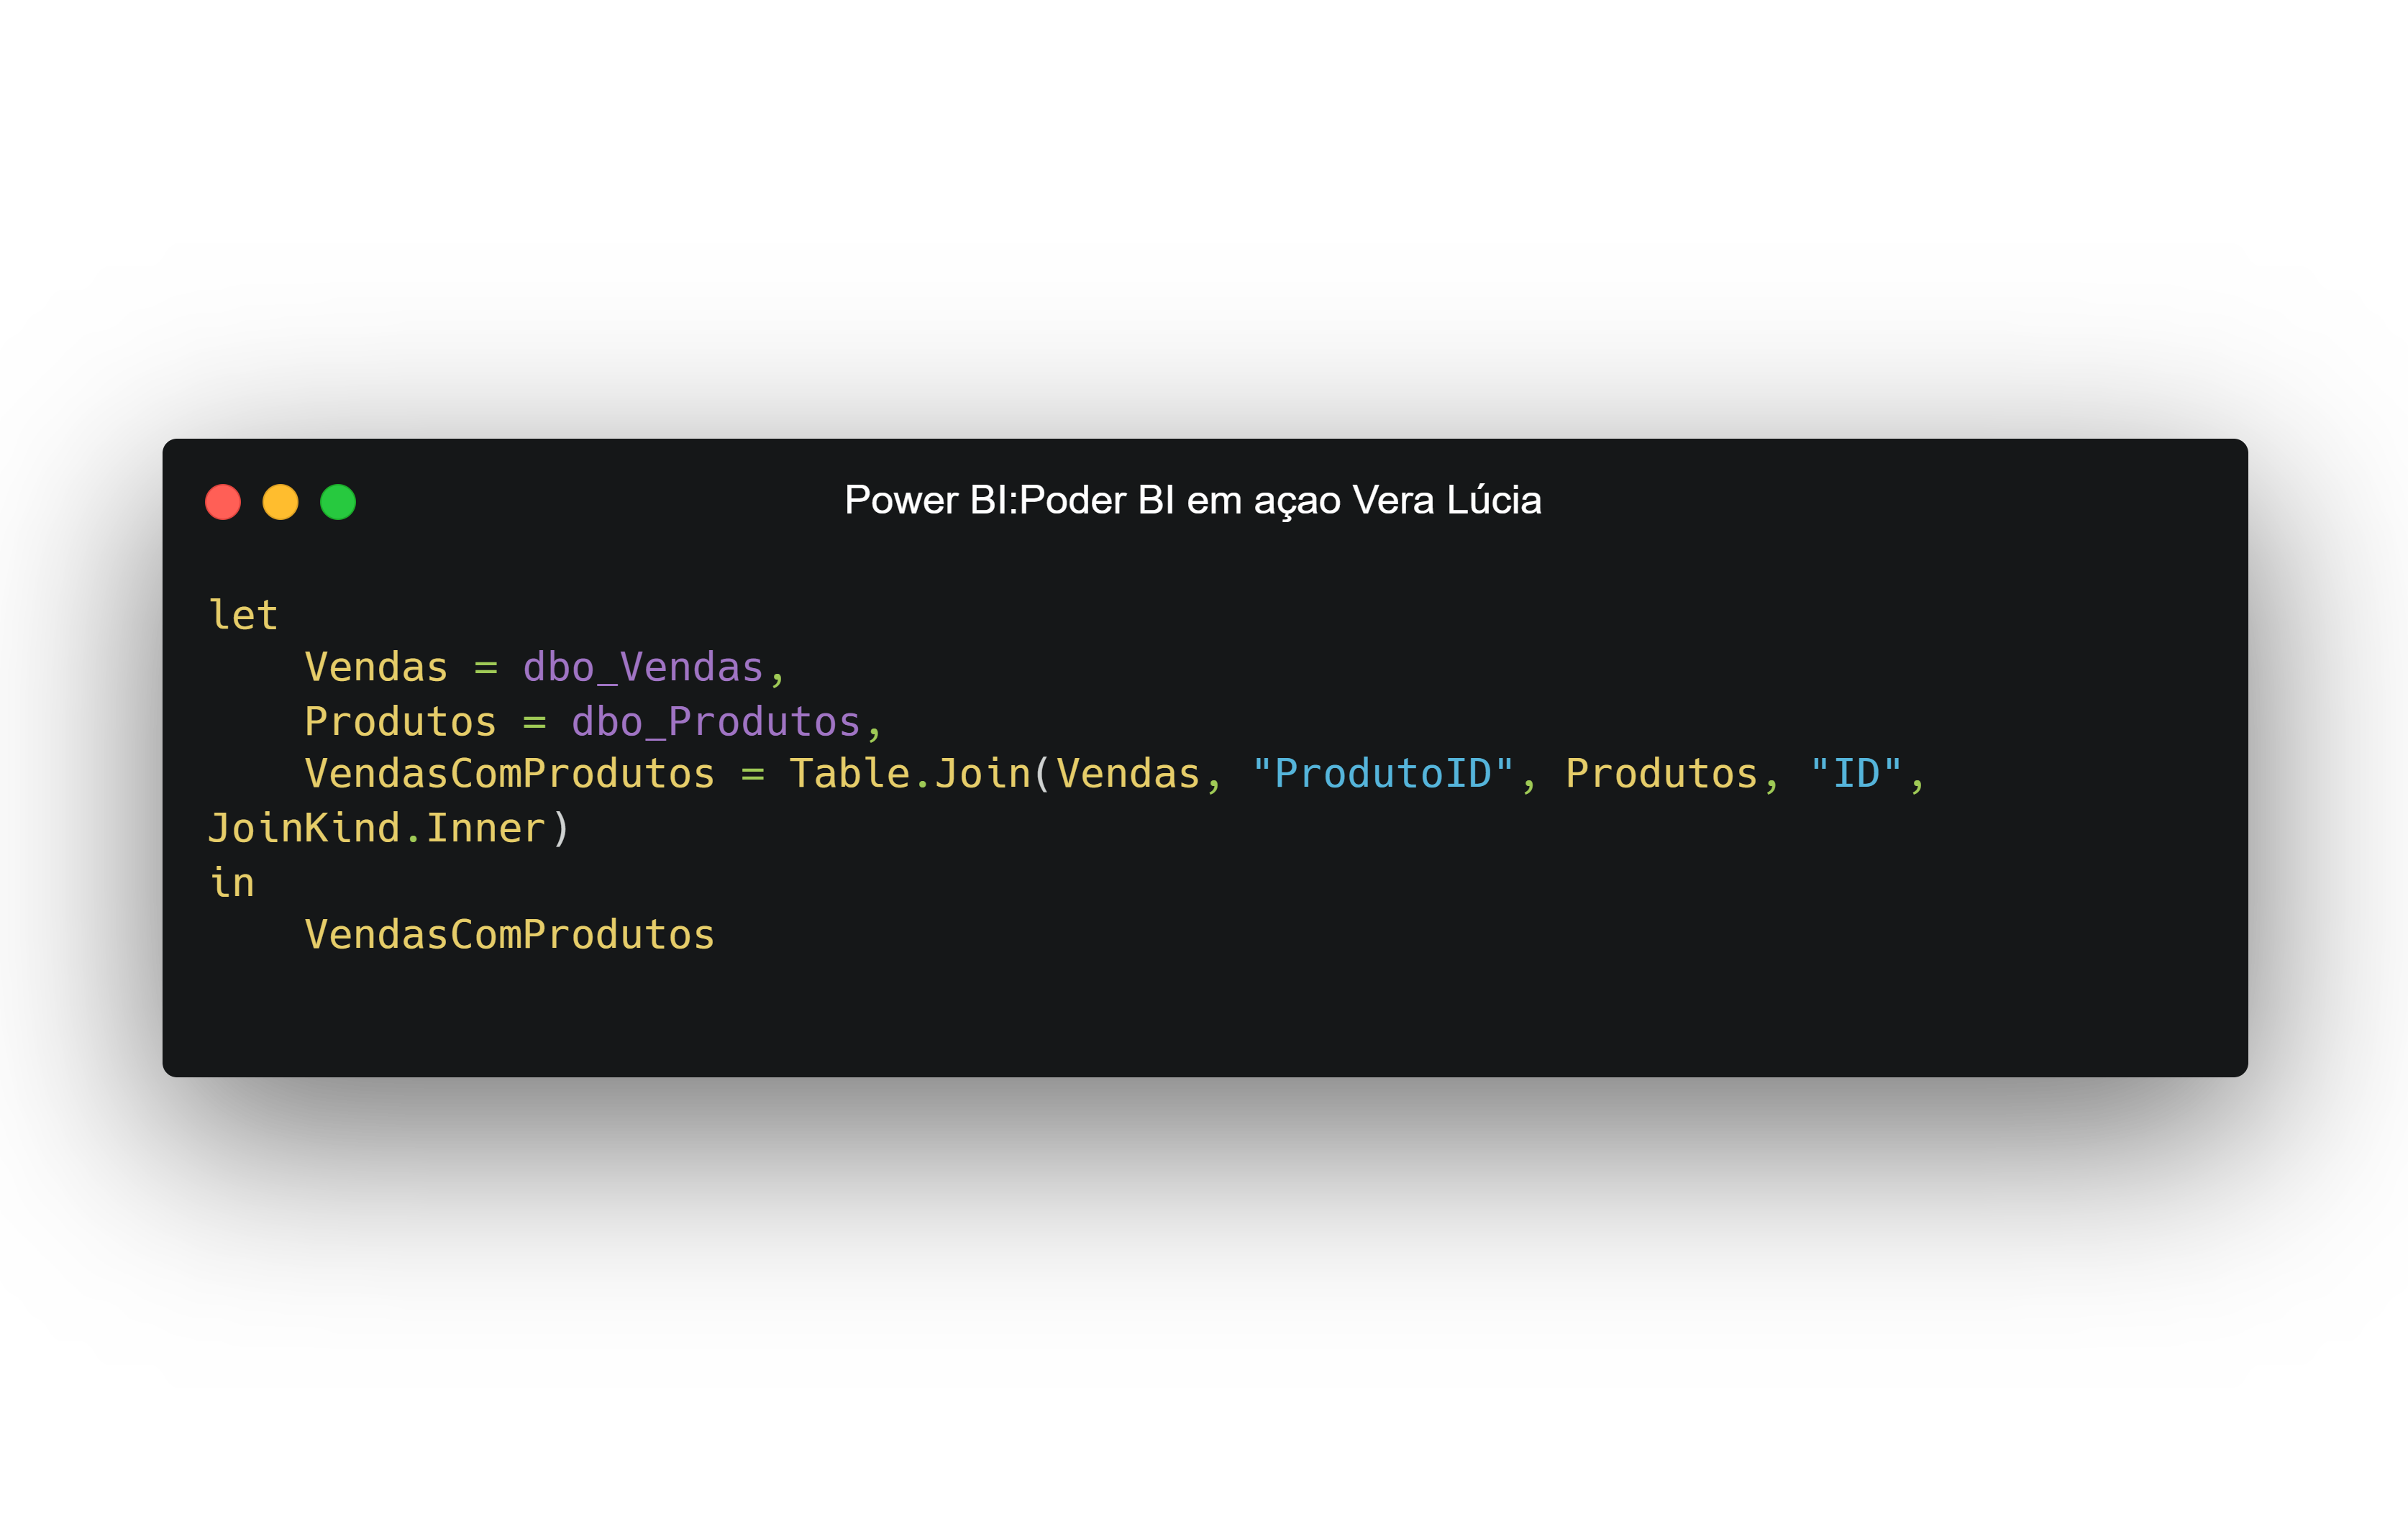 Power BI:Poder BI em açao Vera Lúcia
let
    Vendas = dbo_Vendas,
    Produtos = dbo_Produtos,
    VendasComProdutos = Table.Join(Vendas, "ProdutoID", Produtos, "ID",
JoinKind.Inner)
in
    VendasComProdutos